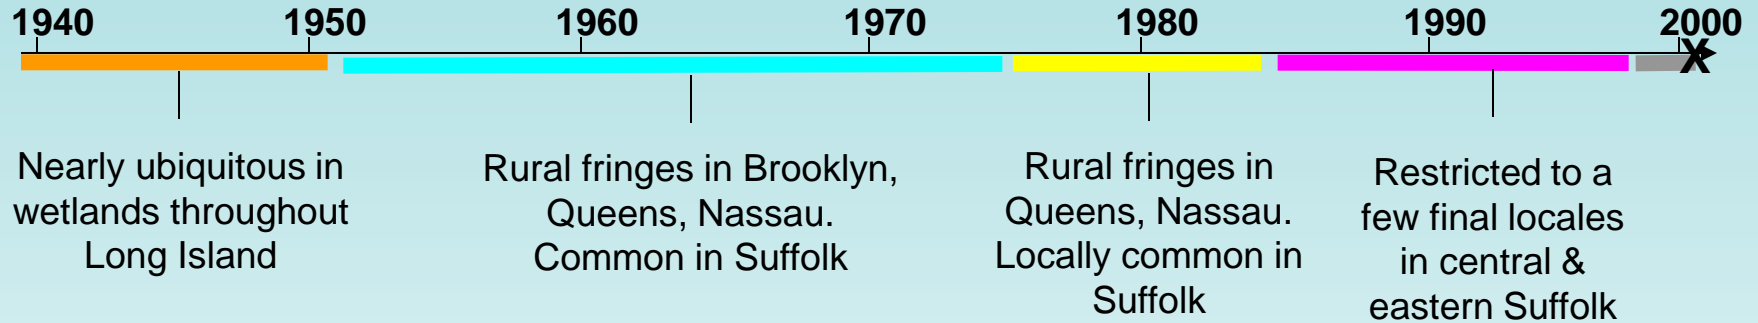 1940 1950 1960 1970 1980 1990 2000
X
Nearly ubiquitous in
wetlands throughout
Long Island
Rural fringes in Brooklyn,
Queens, Nassau.
Common in Suffolk
Rural fringes in
Queens, Nassau.
Locally common in
Suffolk
Restricted to a
few final locales
in central &
eastern Suffolk